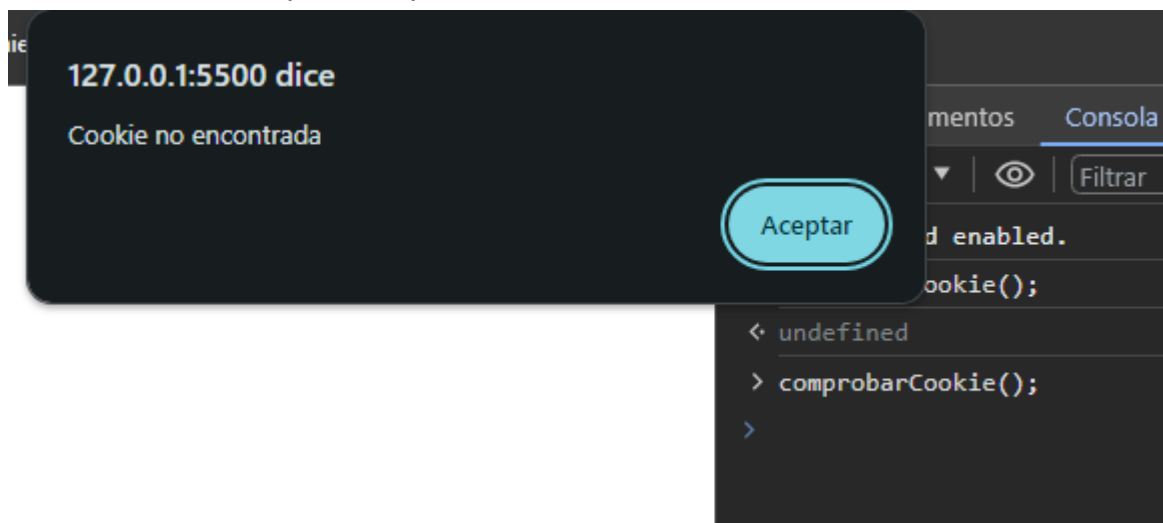 127.0.0.1:5500 dice
Cookie no encontrada
Aceptar
mentos Consola
Filtrar
d enabled.
ookie();
undefined
comprobarCookie();